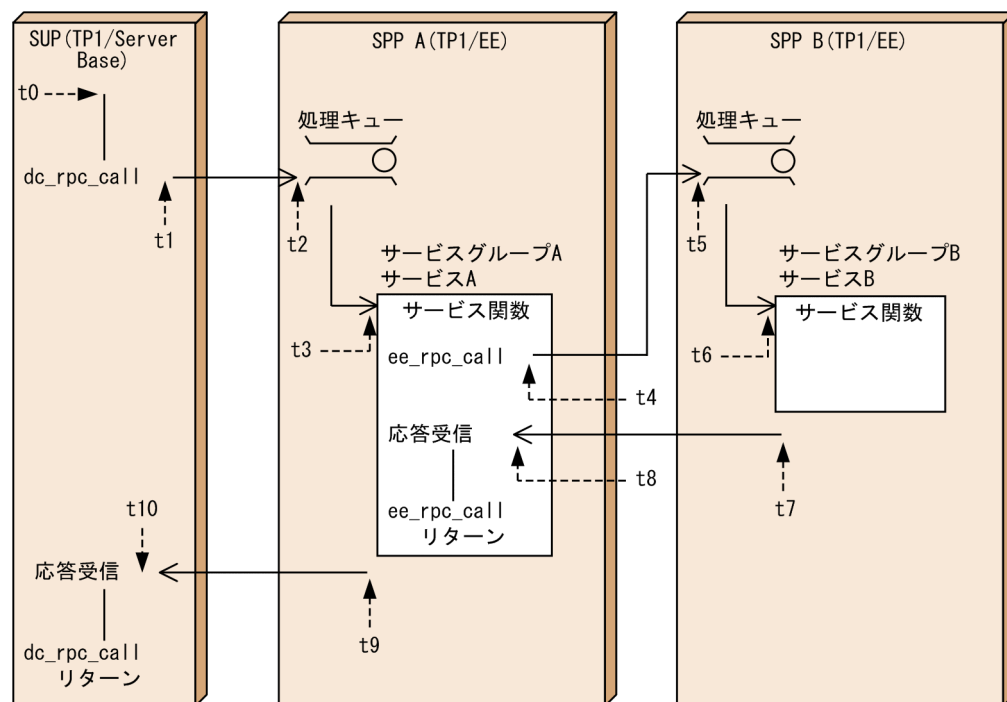 SUP(TP1/Server
Base)
t0
dc_rpc_call
t1
t10
応答受信
dc_rpc_call
リターン
SPP A(TP1/EE)
処理キュー
t2
サービスグループA
サービスA
サービス関数
t3
ee_rpc_call
t4
応答受信
t8
ee_rpc_call
リターン
t9
SPP B(TP1/EE)
処理キュー
t5
サービスグループB
サービスB
サービス関数
t6
t7